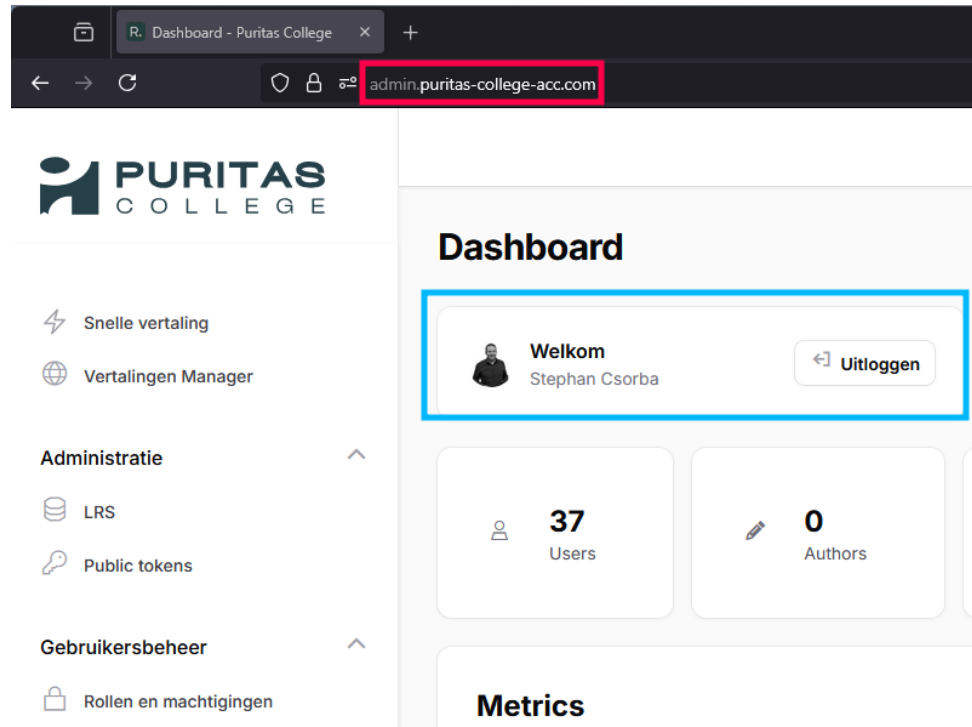 R. Dashboard - Puritas College
admin.puritas-college-acc.com
PURITAS
COLLEGE
Dashboard
Snelle vertaling
Vertalingen Manager
Welkom
Stephan Csorba
Uitloggen
Administratie
LRS
Public tokens
37
Users
0
Authors
Gebruikersbeheer
Rollen en machtigingen
Metrics